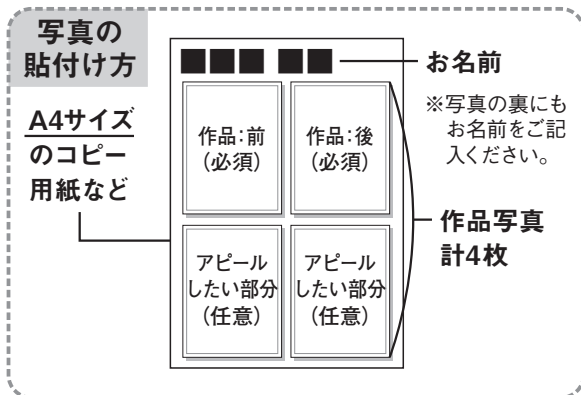 写真の
貼付け方
A4サイズ
のコピー
用紙など
■■■ ■■
お名前
※写真の裏にも
お名前をご記
入ください。
作品:前
(必須)
作品:後
(必須)
アピール
したい部分
(任意)
アピール
したい部分
(任意)
作品写真
計4枚